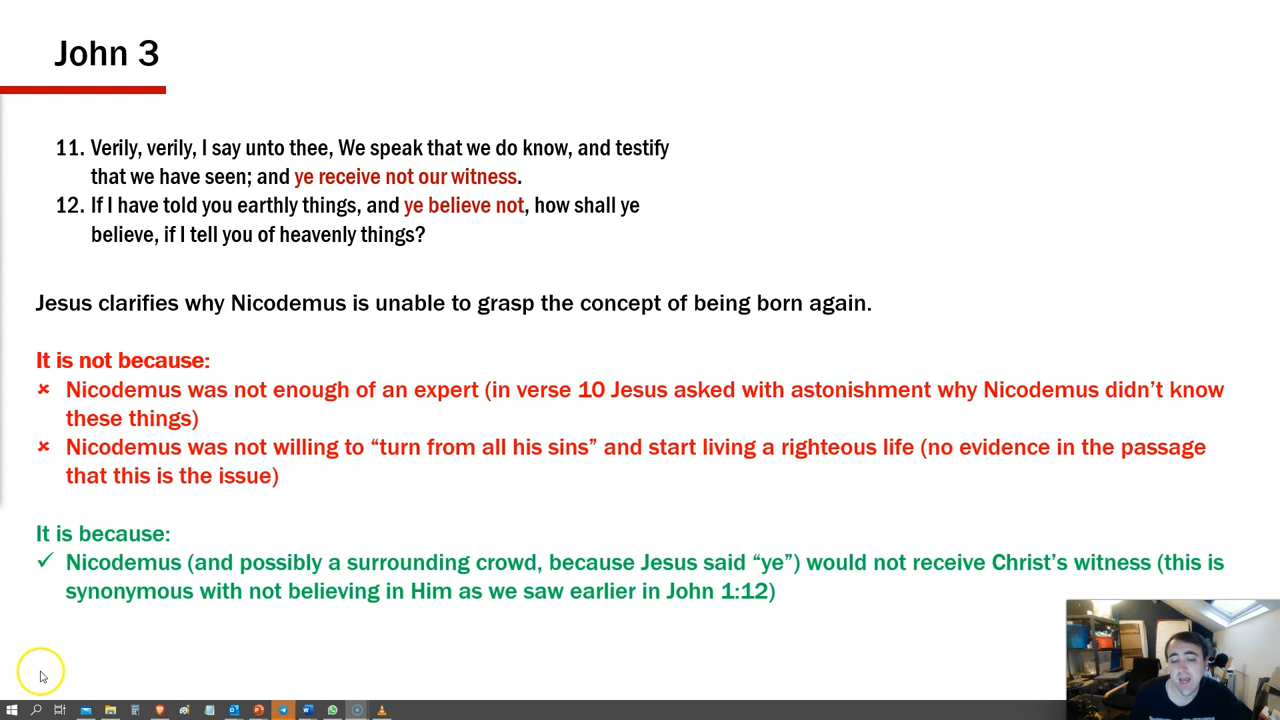 John 3
11. Verily, verily, I say unto thee, We speak that we do know, and testify
that we have seen; and ye receive not our witness.
12. If I have told you earthly things, and ye believe not, how shall ye
believe, if I tell you of heavenly things?
Jesus clarifies why Nicodemus is unable to grasp the concept of being born again.
It is not because:
× Nicodemus was not enough of an expert (in verse 10 Jesus asked with astonishment why Nicodemus didn’t know
these things)
× Nicodemus was not willing to “turn from all his sins” and start living a righteous life (no evidence in the passage
that this is the issue)
It is because:
✓ Nicodemus (and possibly a surrounding crowd, because Jesus said “ye”) would not receive Christ’s witness (this is
synonymous with not believing in Him as we saw earlier in John 1:12)